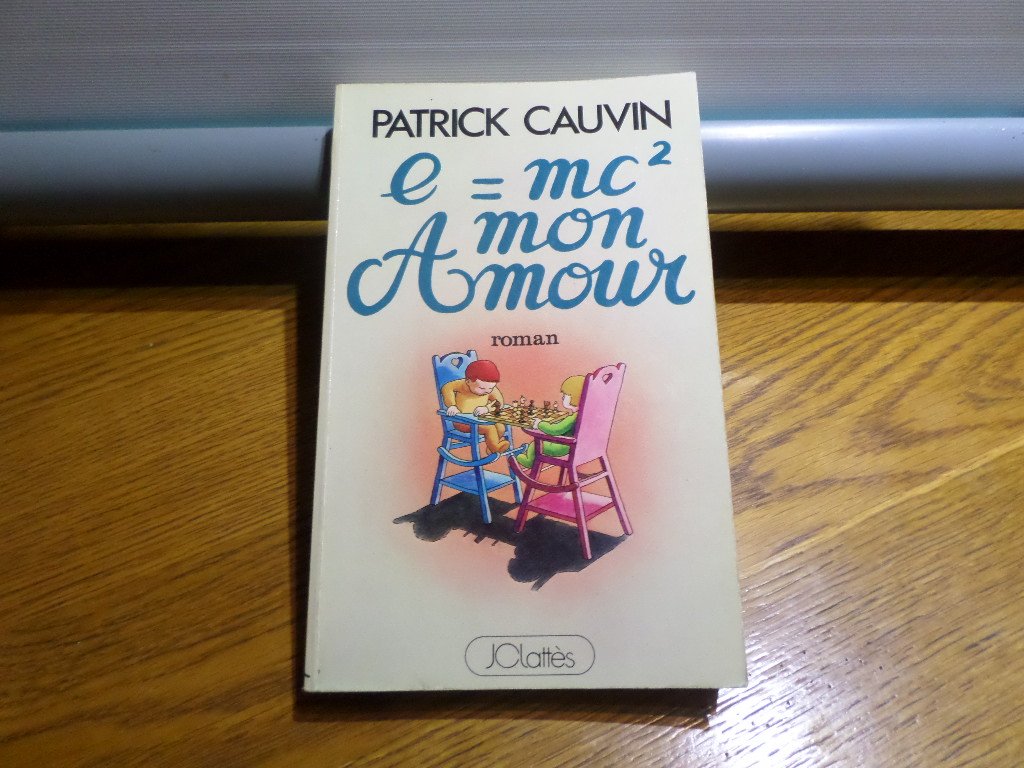 PATRICK CAUVIN
e = mc²
mon
Amour
roman
JCLattès